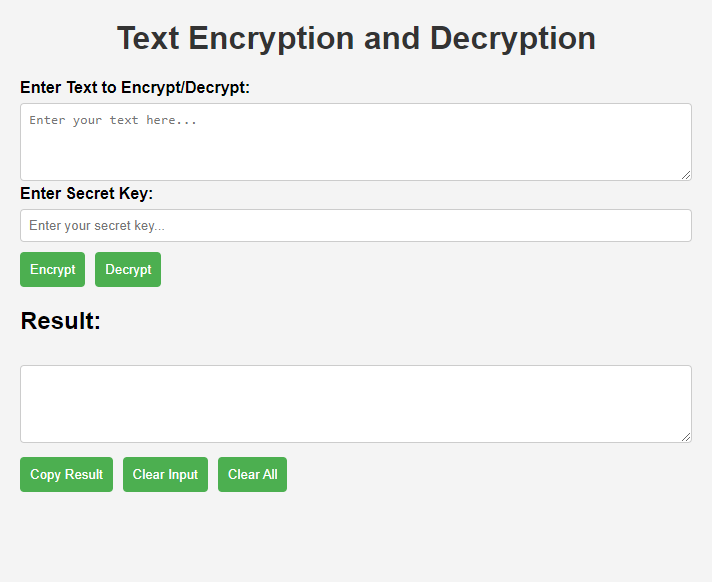 Text Encryption and Decryption
Enter Text to Encrypt/Decrypt:
Enter your text here...
Enter Secret Key:
Enter your secret key...
Encrypt Decrypt
Result:
Copy Result Clear Input Clear All